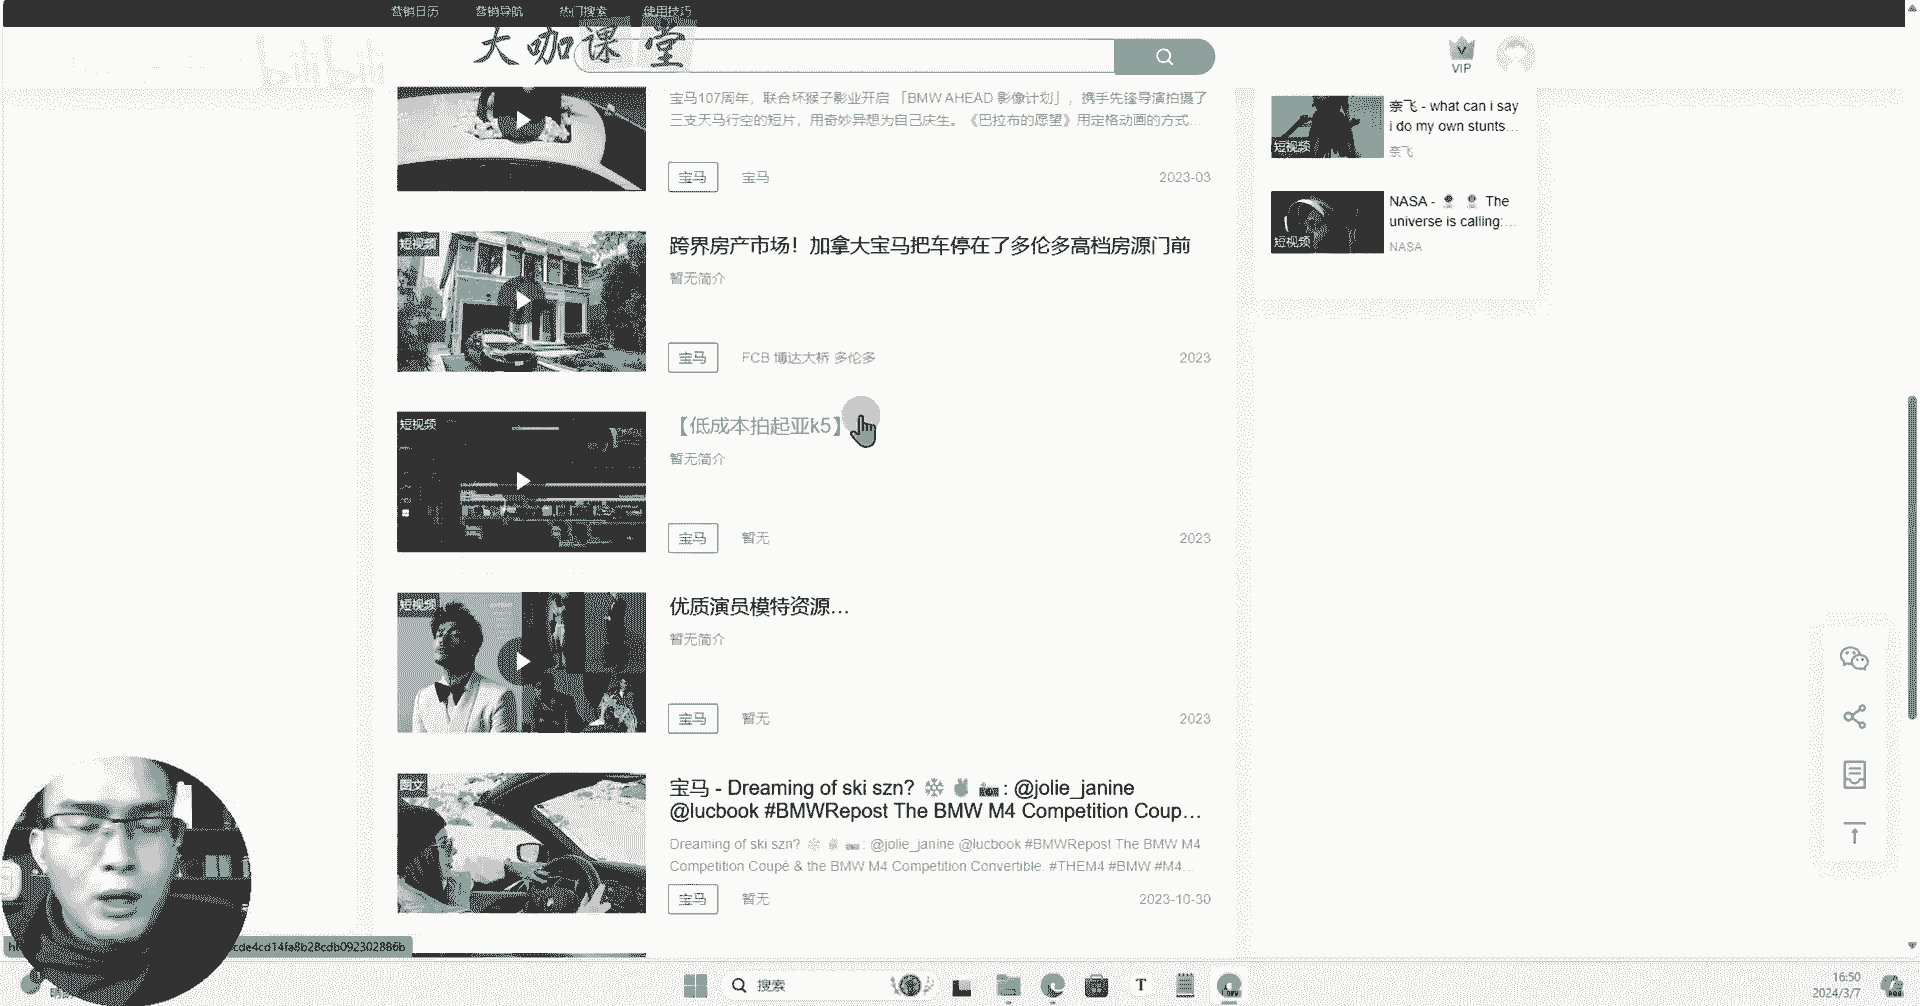 营销日历 营销导航 热门搜索 使用技巧
大咖课堂
bilibili
VIP
宝马107周年，联合坏猴子影业开启 「BMW AHEAD 影像计划」，携手先锋导演拍摄了
三支天马行空的短片，用奇妙异想为自己庆生。《巴拉布的愿望》用定格动画的方式...
宝马 宝马 2023-03
短视频
跨界房产市场！加拿大宝马把车停在了多伦多高档房源门前
暂无简介
宝马 FCB 博达大桥 多伦多 2023
短视频
【低成本拍起亚k5】
暂无简介
宝马 暂无 2023
短视频
优质演员模特资源...
暂无简介
宝马 暂无 2023
图文
宝马 - Dreaming of ski szn? ❄ ✌ : @jolie_janine
@lucbook #BMWRepost The BMW M4 Competition Coup...
Dreaming of ski szn? ❄ ✌ : @jolie_janine @lucbook #BMWRepost The BMW M4
Competition Coupé & the BMW M4 Competition Convertible. #THEM4 #BMW #M4...
宝马 暂无 2023-10-30
短视频
奈飞 - what can i say
i do my own stunts...
奈飞
短视频
NASA - The
universe is calling:...
NASA
cde4cd14fa8b28cdb092302886b
搜索
T
16:50
2024/3/7